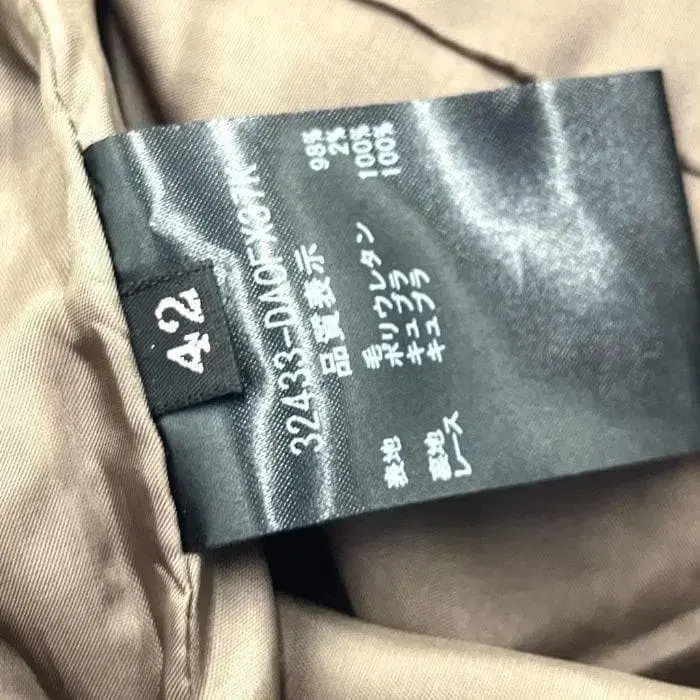 42
32433-DA0FX87K
品質表示
表地 毛 98%
ポリウレタン 2%
裏地 キュプラ 100%
レース キュプラ 100%